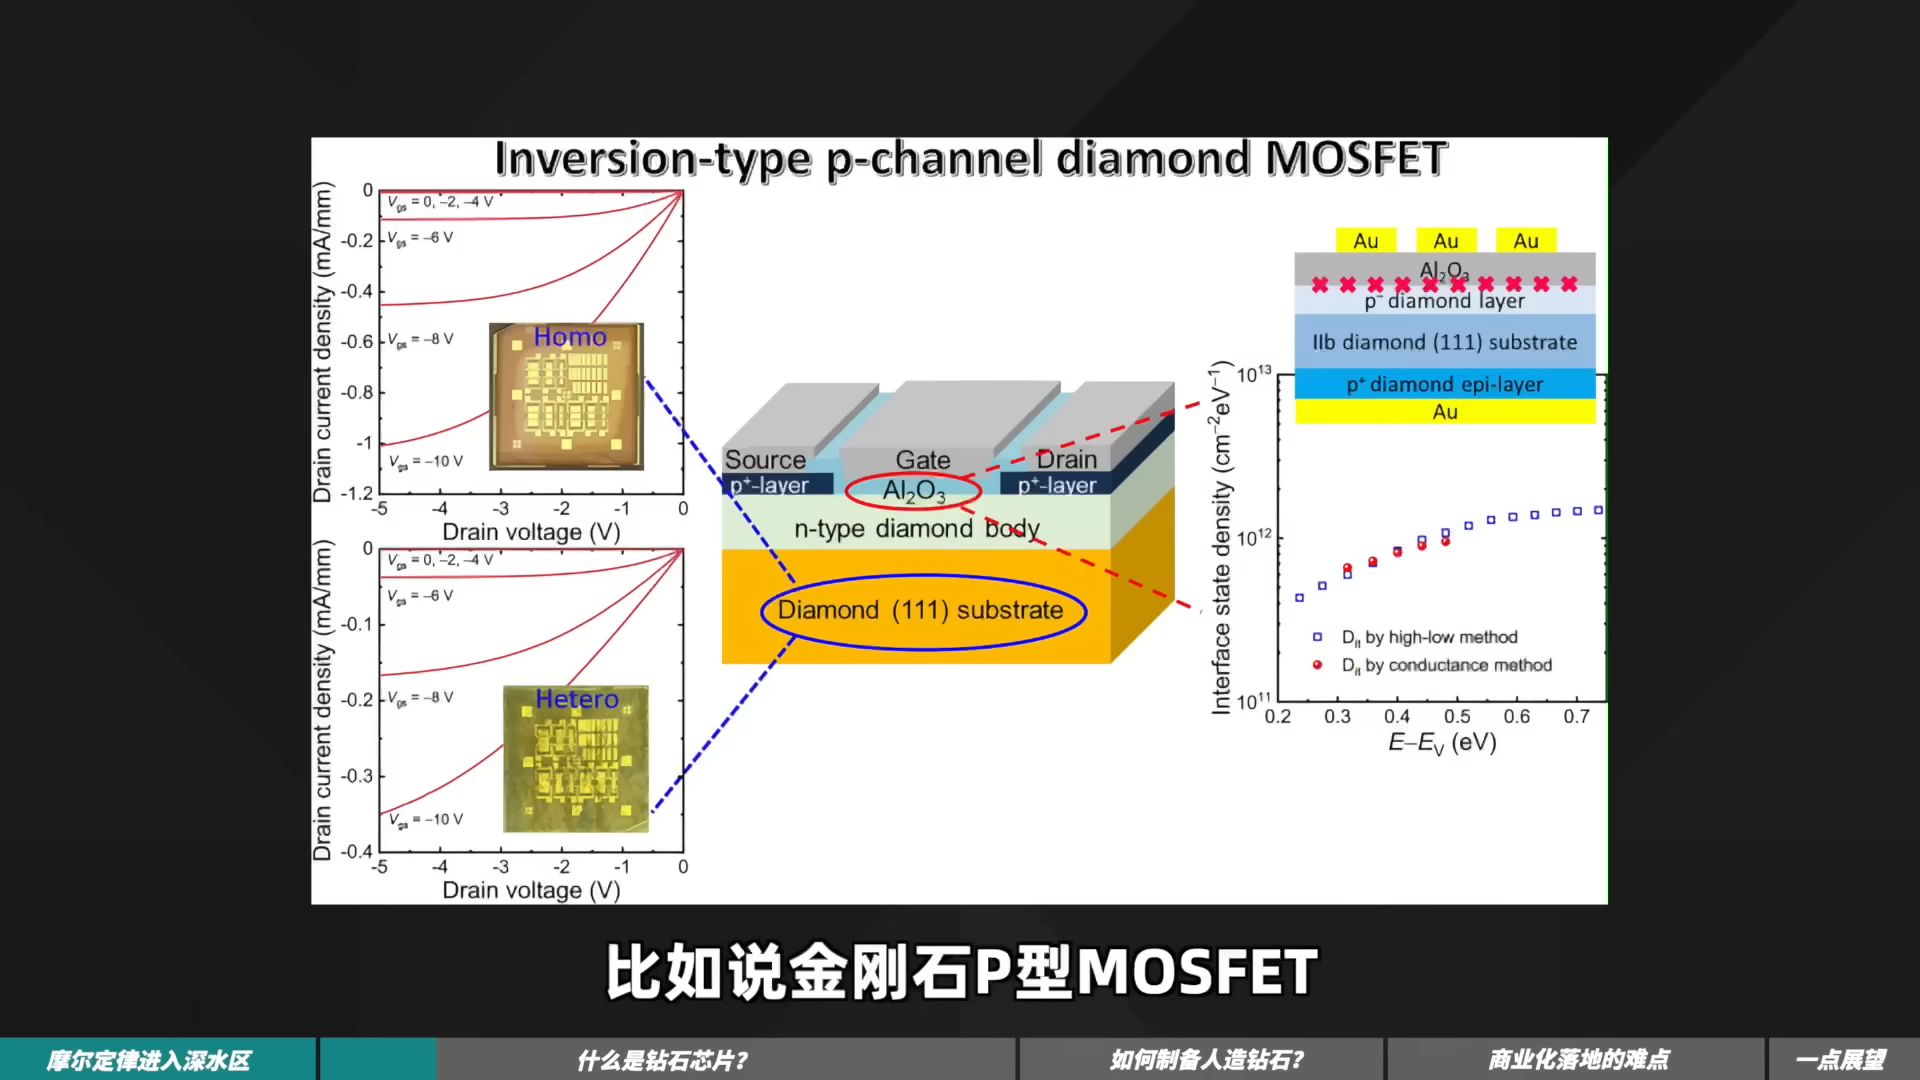 Inversion-type p-channel diamond MOSFET
Drain current density (mA/mm)
0
-0.2
-0.4
-0.6
-0.8
-1
-1.2
Vgs = 0, –2, –4 V
Vgs = –6 V
Vgs = –8 V
Vgs = –10 V
Homo
-5 -4 -3 -2 -1 0
Drain voltage (V)
Drain current density (mA/mm)
0
-0.1
-0.2
-0.3
-0.4
Vgs = 0, –2, –4 V
Vgs = –6 V
Vgs = –8 V
Vgs = –10 V
Hetero
-5 -4 -3 -2 -1 0
Drain voltage (V)
Source Gate Drain
p⁺-layer Al₂O₃ p⁺-layer
n-type diamond body
Diamond (111) substrate
Au Au Au
Al₂O₃
p⁻ diamond layer
IIb diamond (111) substrate
p⁺ diamond epi-layer
Au
Interface state density (cm⁻²eV⁻¹)
10¹³
10¹²
10¹¹
Dit by high-low method
Dit by conductance method
0.2 0.3 0.4 0.5 0.6 0.7
E–EV (eV)
比如说金刚石P型MOSFET
摩尔定律进入深水区 什么是钻石芯片? 如何制备人造钻石? 商业化落地的难点 一点展望